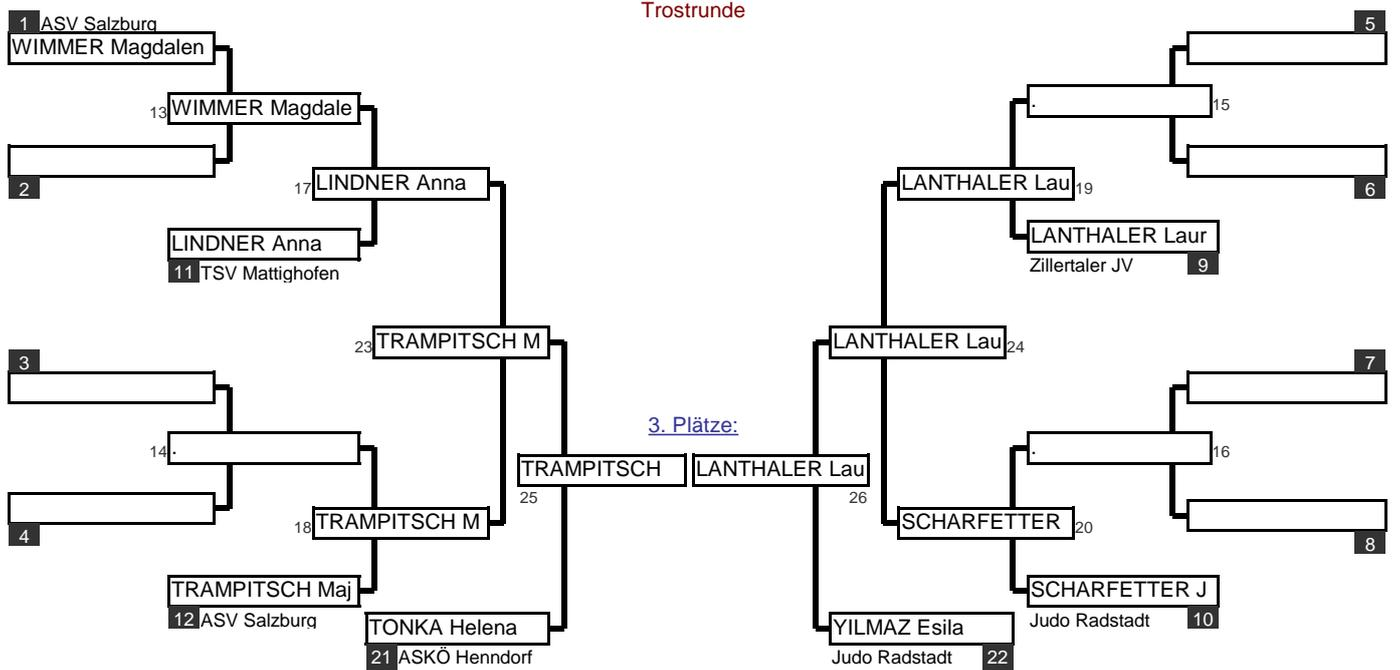 Trostrunde
1 ASV Salzburg
WIMMER Magdalen
13 WIMMER Magdale
2
17 LINDNER Anna
LINDNER Anna
11 TSV Mattighofen
23 TRAMPITSCH M
3
14 .
4
18 TRAMPITSCH M
TRAMPITSCH Maj
12 ASV Salzburg
TONKA Helena
21 ASKÖ Henndorf
3. Plätze:
TRAMPITSCH
25
LANTHALER Lau
26
5
. 15
6
LANTHALER Lau 19
LANTHALER Laur
Zillertaler JV 9
LANTHALER Lau 24
7
. 16
8
SCHARFETTER 20
SCHARFETTER J
Judo Radstadt 10
YILMAZ Esila
Judo Radstadt 22